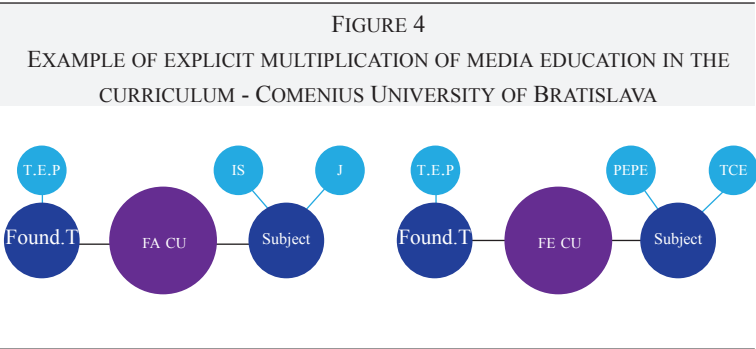 FIGURE 4
EXAMPLE OF EXPLICIT MULTIPLICATION OF MEDIA EDUCATION IN THE
CURRICULUM - COMENIUS UNIVERSITY OF BRATISLAVA
T.E.P
IS
J
T.E.P
PEPE
TCE
Found.T
FA CU
Subject
Found.T
FE CU
Subject